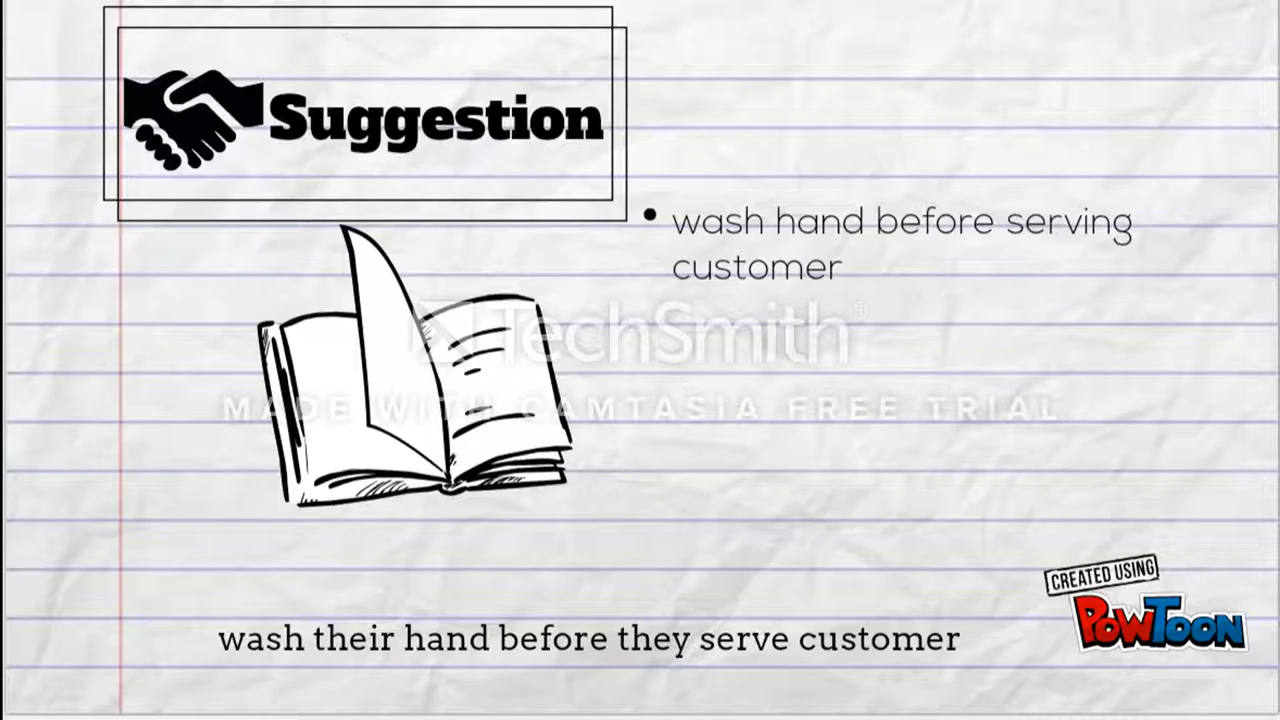 Suggestion
wash hand before serving
customer
TechSmith®
MADE WITH CAMTASIA FREE TRIAL
CREATED USING
POWTOON
wash their hand before they serve customer